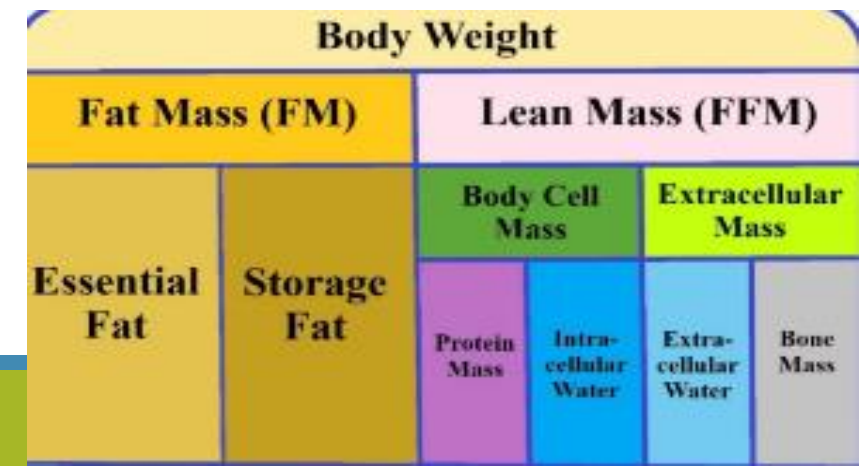 Body Weight
Fat Mass (FM)
Lean Mass (FFM)
Essential
Fat
Storage
Fat
Body Cell
Mass
Extracellular
Mass
Protein
Mass
Intra-
cellular
Water
Extra-
cellular
Water
Bone
Mass